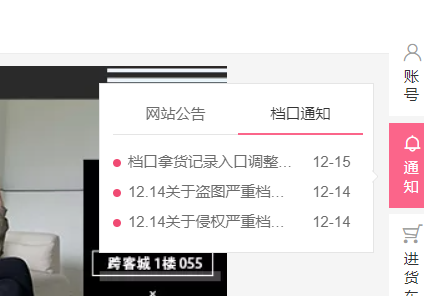 网站公告 档口通知
档口拿货记录入口调整... 12-15
12.14关于盗图严重档... 12-14
12.14关于侵权严重档... 12-14
跨客城1楼 055
账号
通知
进货